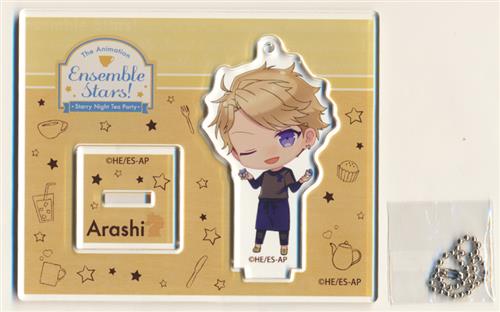 The Animation
Ensemble
Stars!
Starry Night Tea Party
©HE/ES-AP
Arashi
©HE/ES-AP
©HE/ES-AP